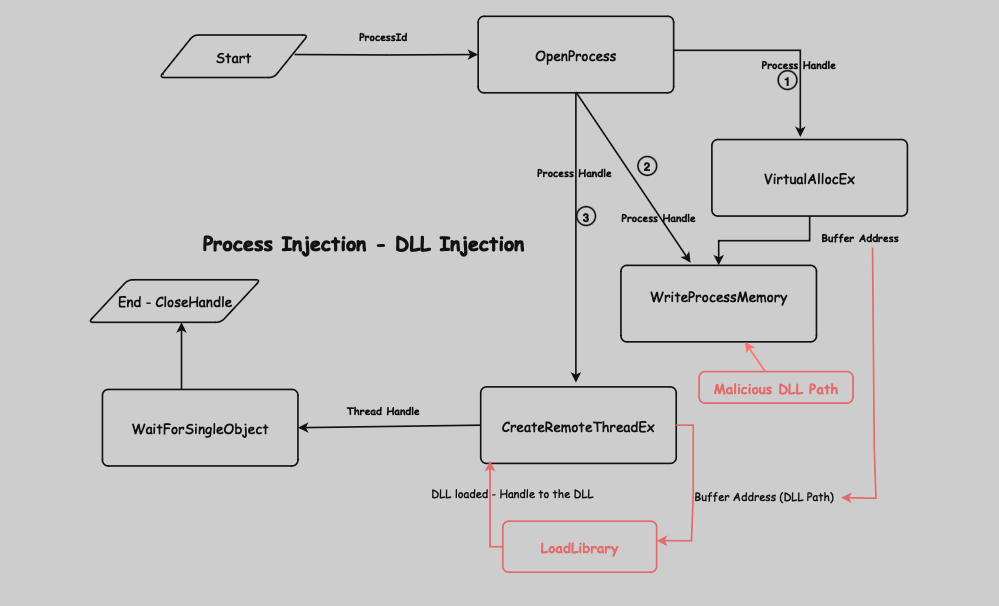 ProcessId
Start
OpenProcess
Process Handle
1
2
Process Handle
VirtualAllocEx
3
Process Handle
Buffer Address
Process Injection - DLL Injection
End - CloseHandle
WriteProcessMemory
Malicious DLL Path
Thread Handle
WaitForSingleObject
CreateRemoteThreadEx
DLL loaded - Handle to the DLL
Buffer Address (DLL Path)
LoadLibrary